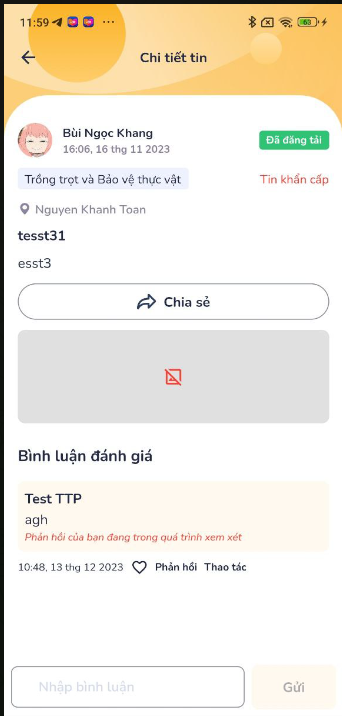 11:59
63
Chi tiết tin
Bùi Ngọc Khang
16:06, 16 thg 11 2023
Đã đăng tải
Trồng trọt và Bảo vệ thực vật
Tin khẩn cấp
Nguyen Khanh Toan
tesst31
esst3
Chia sẻ
Bình luận đánh giá
Test TTP
agh
Phản hồi của bạn đang trong quá trình xem xét
10:48, 13 thg 12 2023 Phản hồi Thao tác
Nhập bình luận
Gửi